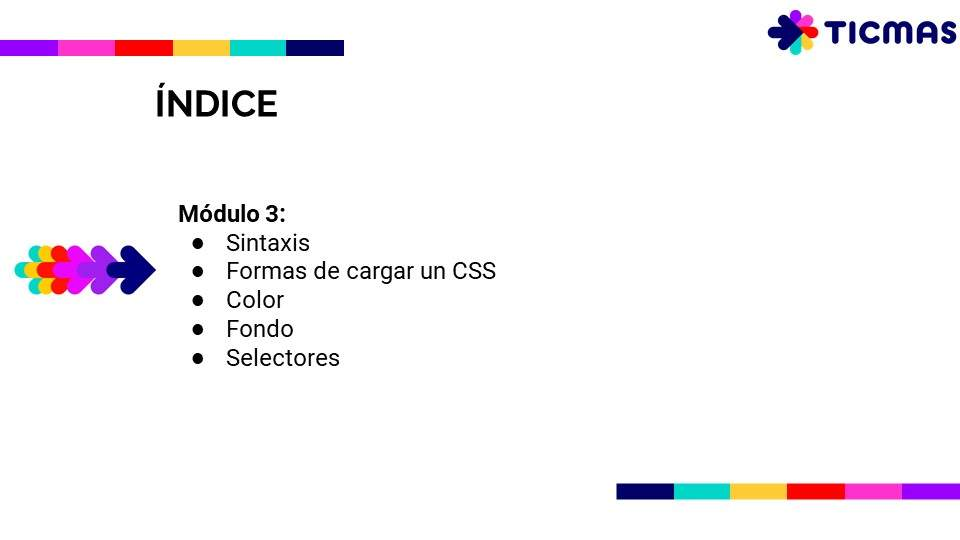 TICMAS
ÍNDICE
Módulo 3:
● Sintaxis
● Formas de cargar un CSS
● Color
● Fondo
● Selectores